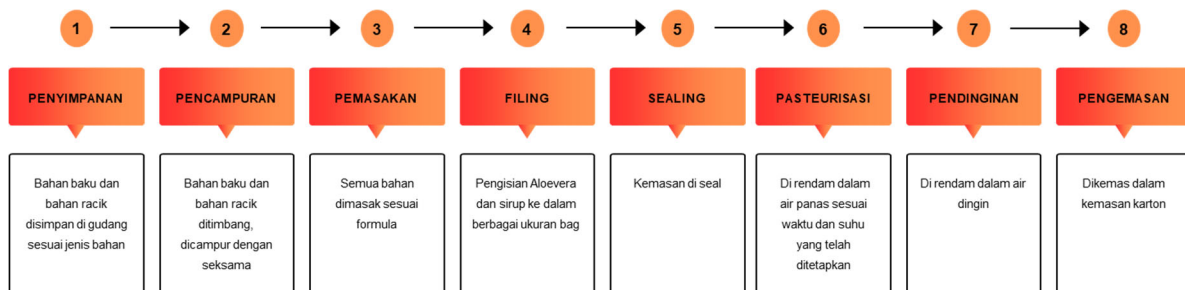 1
2
3
4
5
6
7
8
PENYIMPANAN
PENCAMPURAN
PEMASAKAN
FILING
SEALING
PASTEURISASI
PENDINGINAN
PENGEMASAN
Bahan baku dan
bahan racik
disimpan di gudang
sesuai jenis bahan
Bahan baku dan
bahan racik
ditimbang,
dicampur dengan
seksama
Semua bahan
dimasak sesuai
formula
Pengisian Aloevera
dan sirup ke dalam
berbagai ukuran bag
Kemasan di seal
Di rendam dalam
air panas sesuai
waktu dan suhu
yang telah
ditetapkan
Di rendam dalam air
dingin
Dikemas dalam
kemasan karton